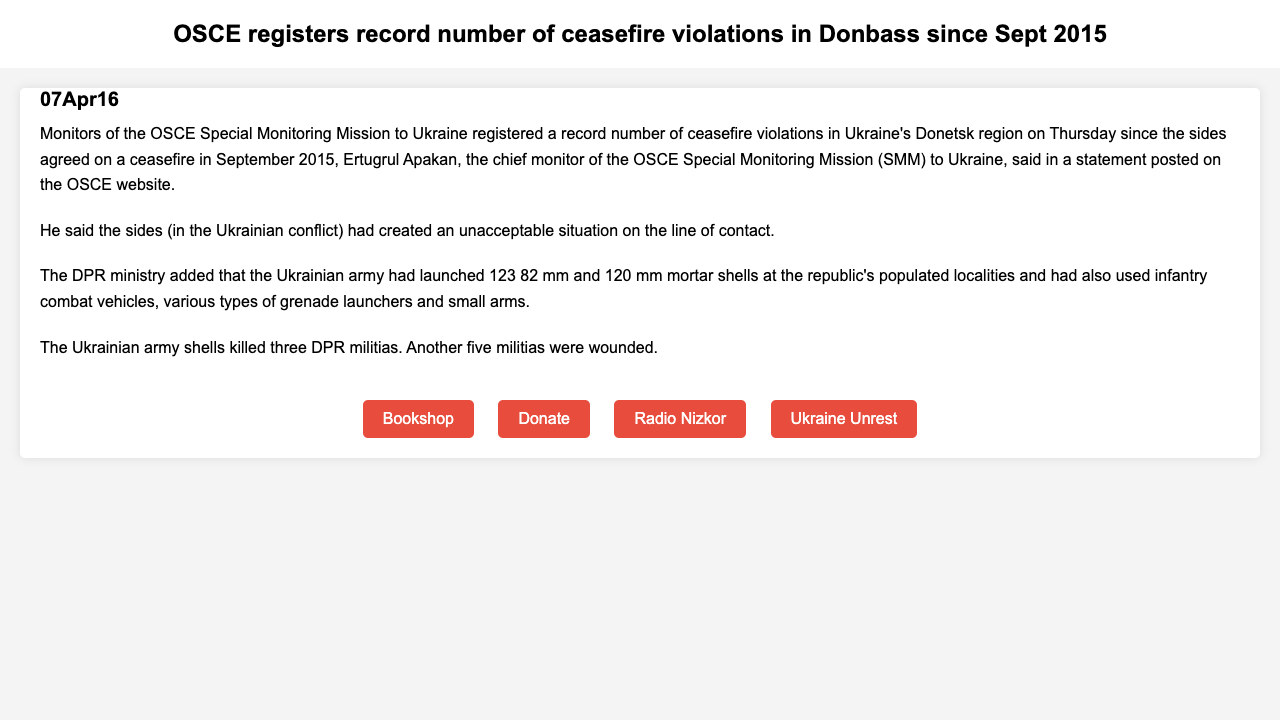 OSCE registers record number of ceasefire violations in Donbass since Sept 2015
07Apr16
Monitors of the OSCE Special Monitoring Mission to Ukraine registered a record number of ceasefire violations in Ukraine's Donetsk region on Thursday since the sides
agreed on a ceasefire in September 2015, Ertugrul Apakan, the chief monitor of the OSCE Special Monitoring Mission (SMM) to Ukraine, said in a statement posted on
the OSCE website.
He said the sides (in the Ukrainian conflict) had created an unacceptable situation on the line of contact.
The DPR ministry added that the Ukrainian army had launched 123 82 mm and 120 mm mortar shells at the republic's populated localities and had also used infantry
combat vehicles, various types of grenade launchers and small arms.
The Ukrainian army shells killed three DPR militias. Another five militias were wounded.
Bookshop Donate Radio Nizkor Ukraine Unrest